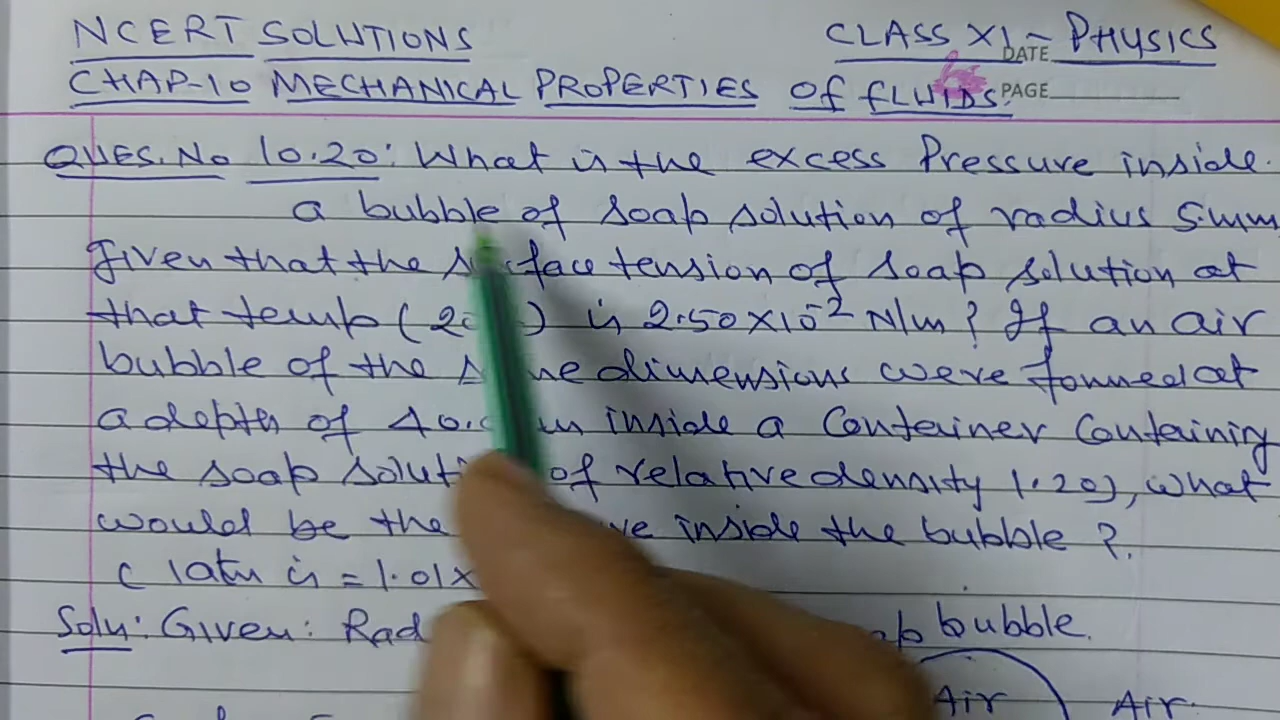 NCERT SOLUTIONS CLASS XI - PHYSICS
DATE
CHAP-10 MECHANICAL PROPERTIES OF FLUIDS. PAGE
QUES.No 10.20: What is the excess Pressure inside
a bubble of soap solution of radius 5mm
Given that the surface tension of soap solution at
that temp ( ) is 2.50×10⁻² N/m? If an air
bubble of the dimensions were formed at
a depth of 40. inside a Container Containing
the soap of relative density 1.20), what
would be the inside the bubble?
( 1atm is = 1.01×
Soln: Given: bubble.
Air Air